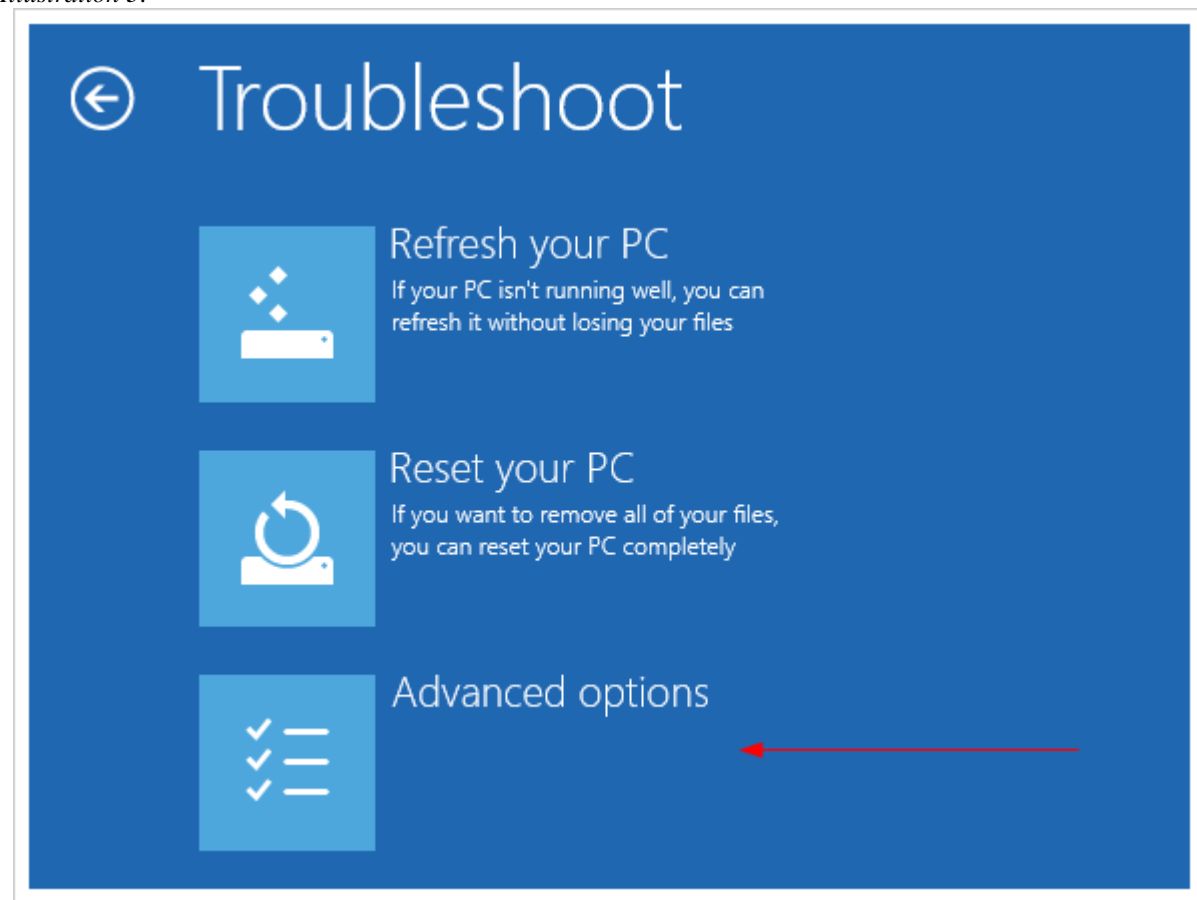 Illustration 3:
Troubleshoot
Refresh your PC
If your PC isn't running well, you can
refresh it without losing your files
Reset your PC
If you want to remove all of your files,
you can reset your PC completely
Advanced options